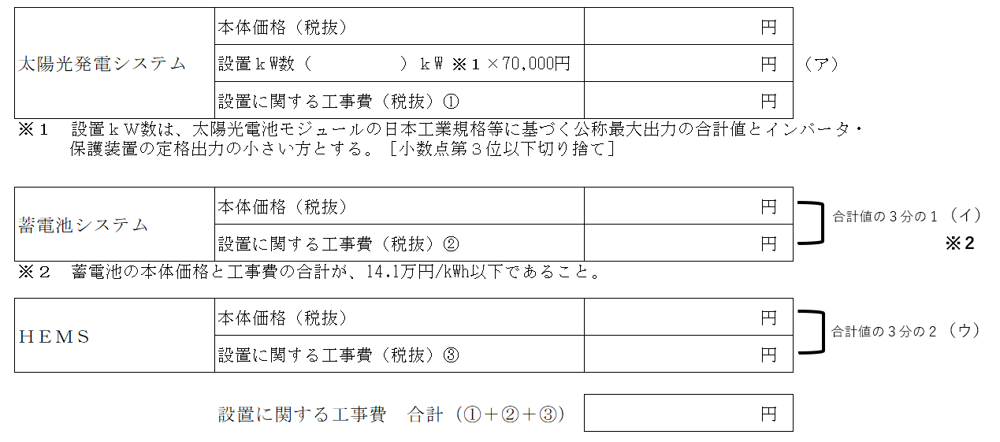 太陽光発電システム
本体価格（税抜） 円
設置ｋW数（　　　　　）ｋW ※１×70,000円 円 （ア）
設置に関する工事費（税抜）① 円
※１　設置ｋＷ数は、太陽光電池モジュールの日本工業規格等に基づく公称最大出力の合計値とインバータ・
保護装置の定格出力の小さい方とする。［小数点第３位以下切り捨て］
蓄電池システム
本体価格（税抜） 円
設置に関する工事費（税抜）② 円
合計値の３分の１（イ）
※２
※２　蓄電池の本体価格と工事費の合計が、14.1万円/kWh以下であること。
ＨＥＭＳ
本体価格（税抜） 円
設置に関する工事費（税抜）③ 円
合計値の３分の２（ウ）
設置に関する工事費　合計（①＋②＋③） 円